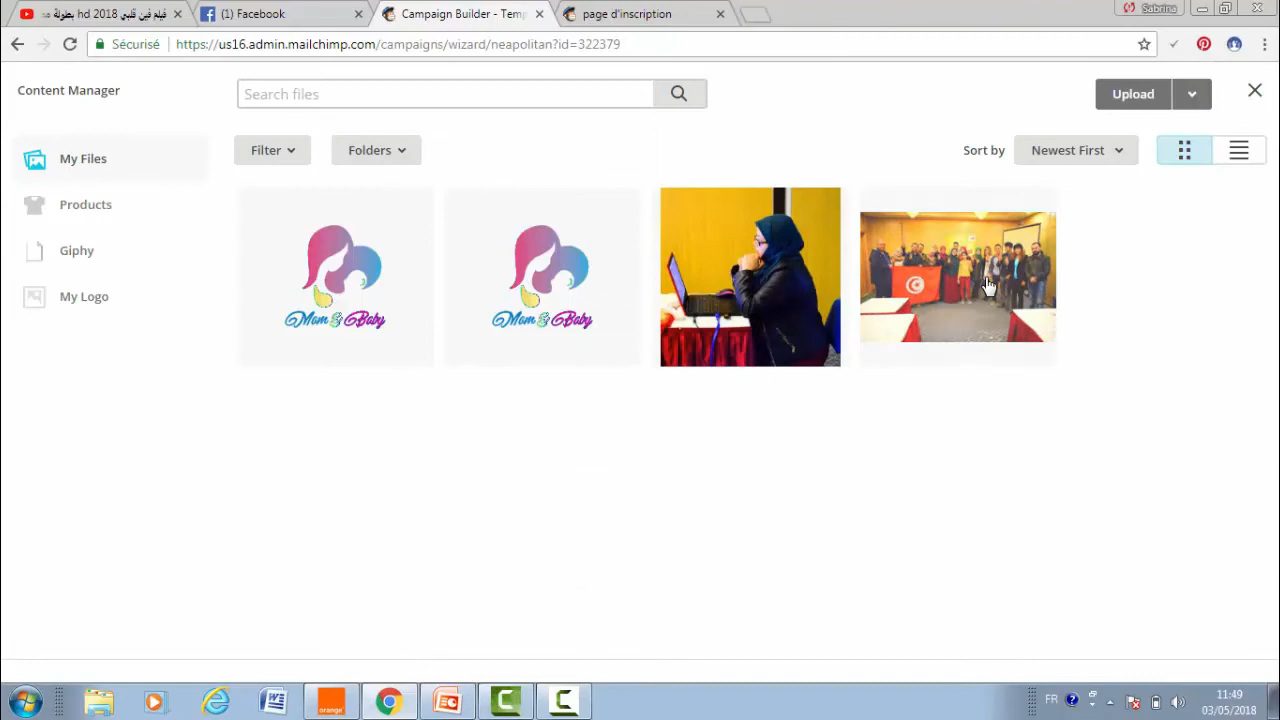 فيلم فين قلبي 2018 hd بطولة مص
(1) Facebook
Campaign Builder - Temp
page d'inscription
Sabrina
Sécurisé
https://us16.admin.mailchimp.com/campaigns/wizard/neapolitan?id=322379
Content Manager
Search files
Upload
My Files
Filter
Folders
Sort by
Newest First
Products
Giphy
My Logo
Mom & Baby
Mom & Baby
orange
FR
11:49
03/05/2018